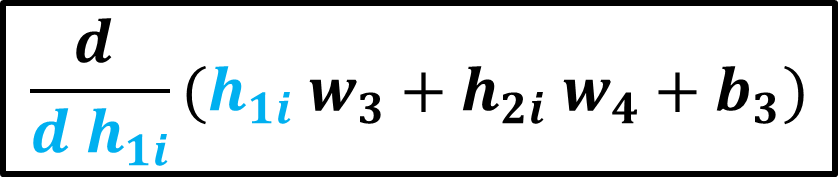 d
d h₁ᵢ (h₁ᵢ w₃ + h₂ᵢ w₄ + b₃)